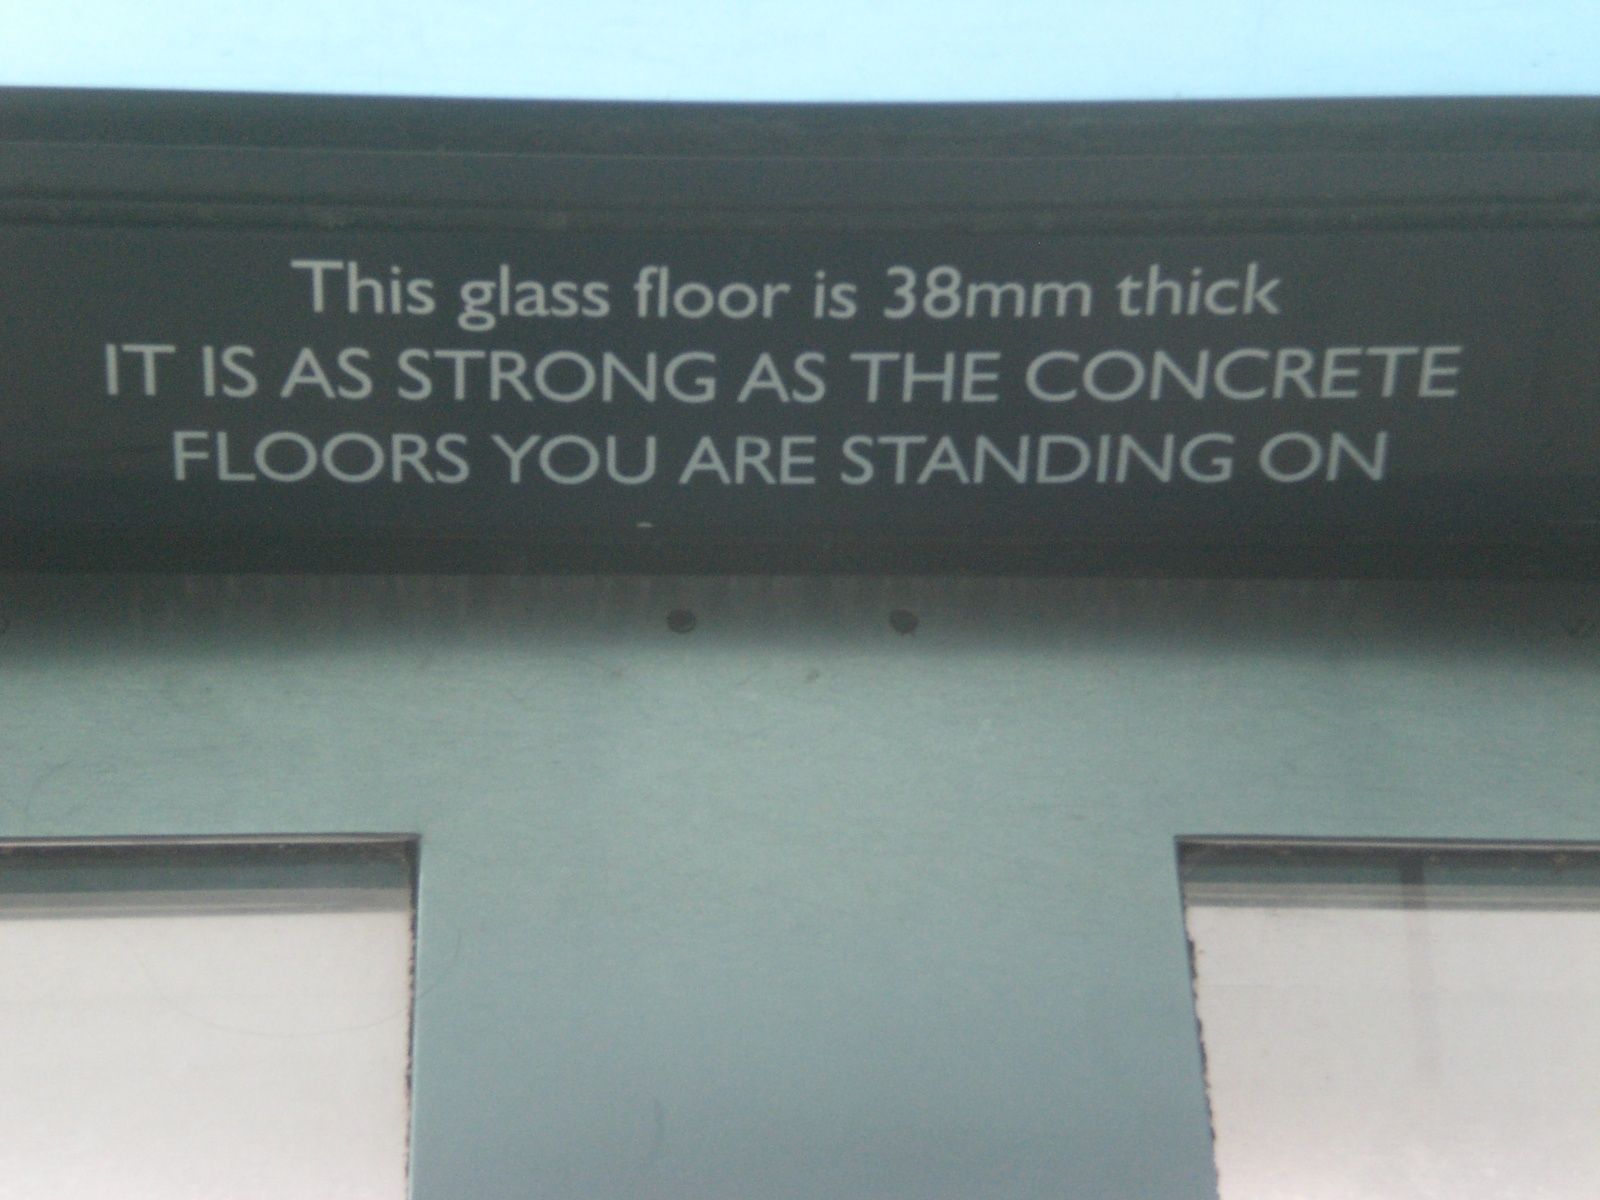 This glass floor is 38mm thick
IT IS AS STRONG AS THE CONCRETE
FLOORS YOU ARE STANDING ON